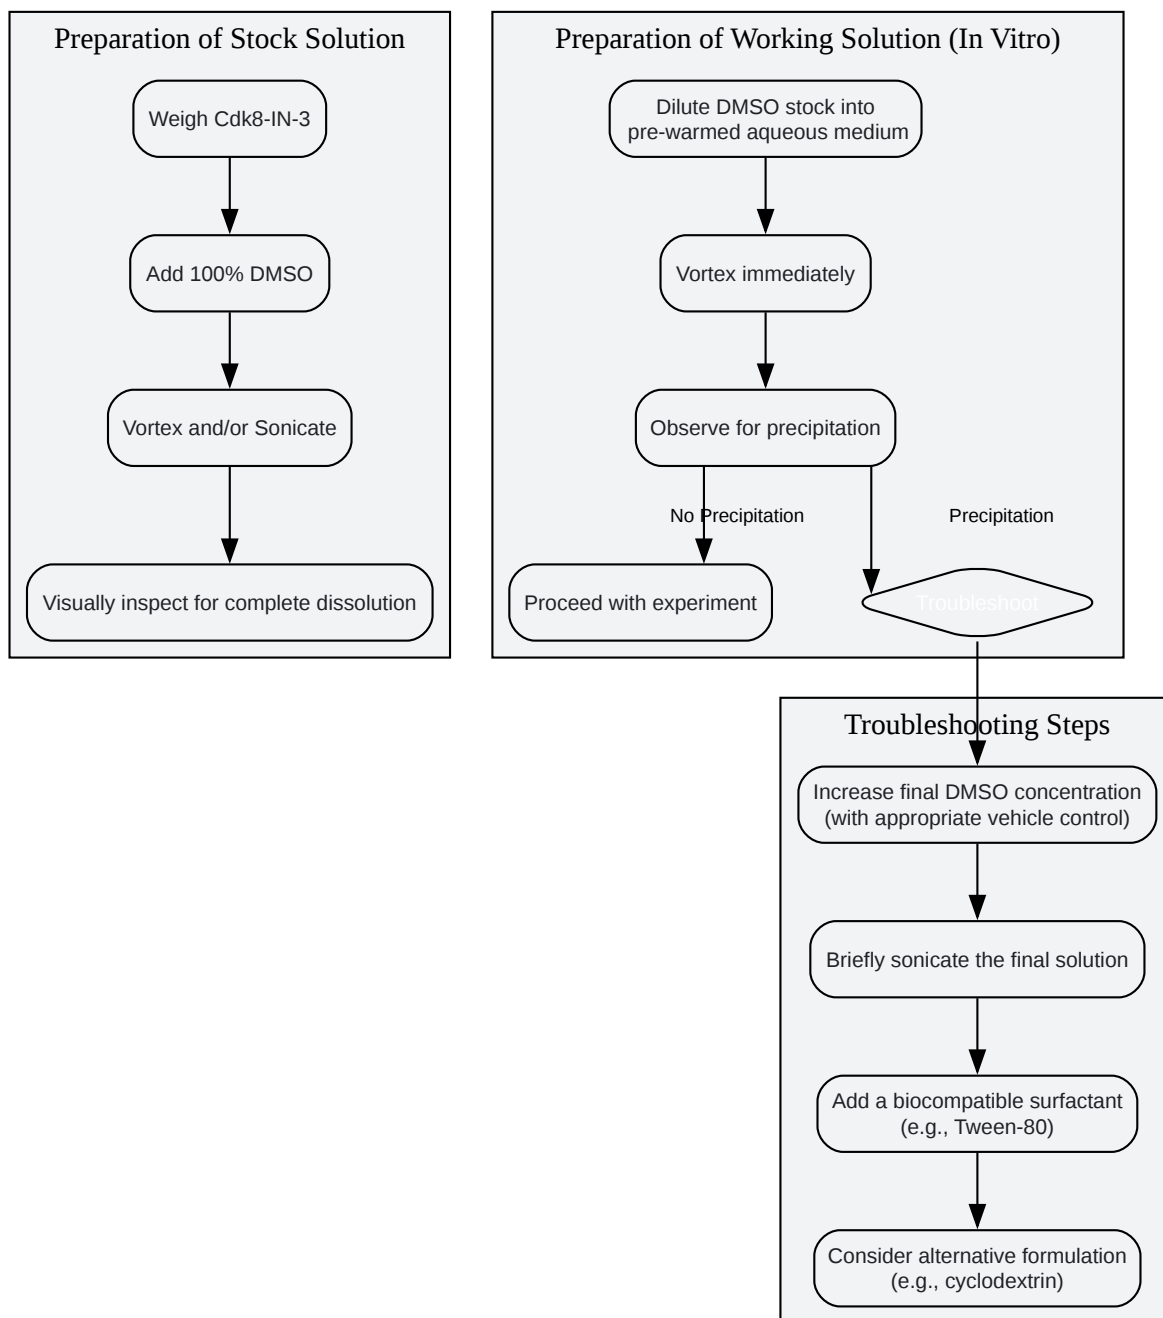 Preparation of Stock Solution
Weigh Cdk8-IN-3
Add 100% DMSO
Vortex and/or Sonicate
Visually inspect for complete dissolution
Preparation of Working Solution (In Vitro)
Dilute DMSO stock into
pre-warmed aqueous medium
Vortex immediately
Observe for precipitation
No Precipitation
Precipitation
Proceed with experiment
Troubleshoot
Troubleshooting Steps
Increase final DMSO concentration
(with appropriate vehicle control)
Briefly sonicate the final solution
Add a biocompatible surfactant
(e.g., Tween-80)
Consider alternative formulation
(e.g., cyclodextrin)